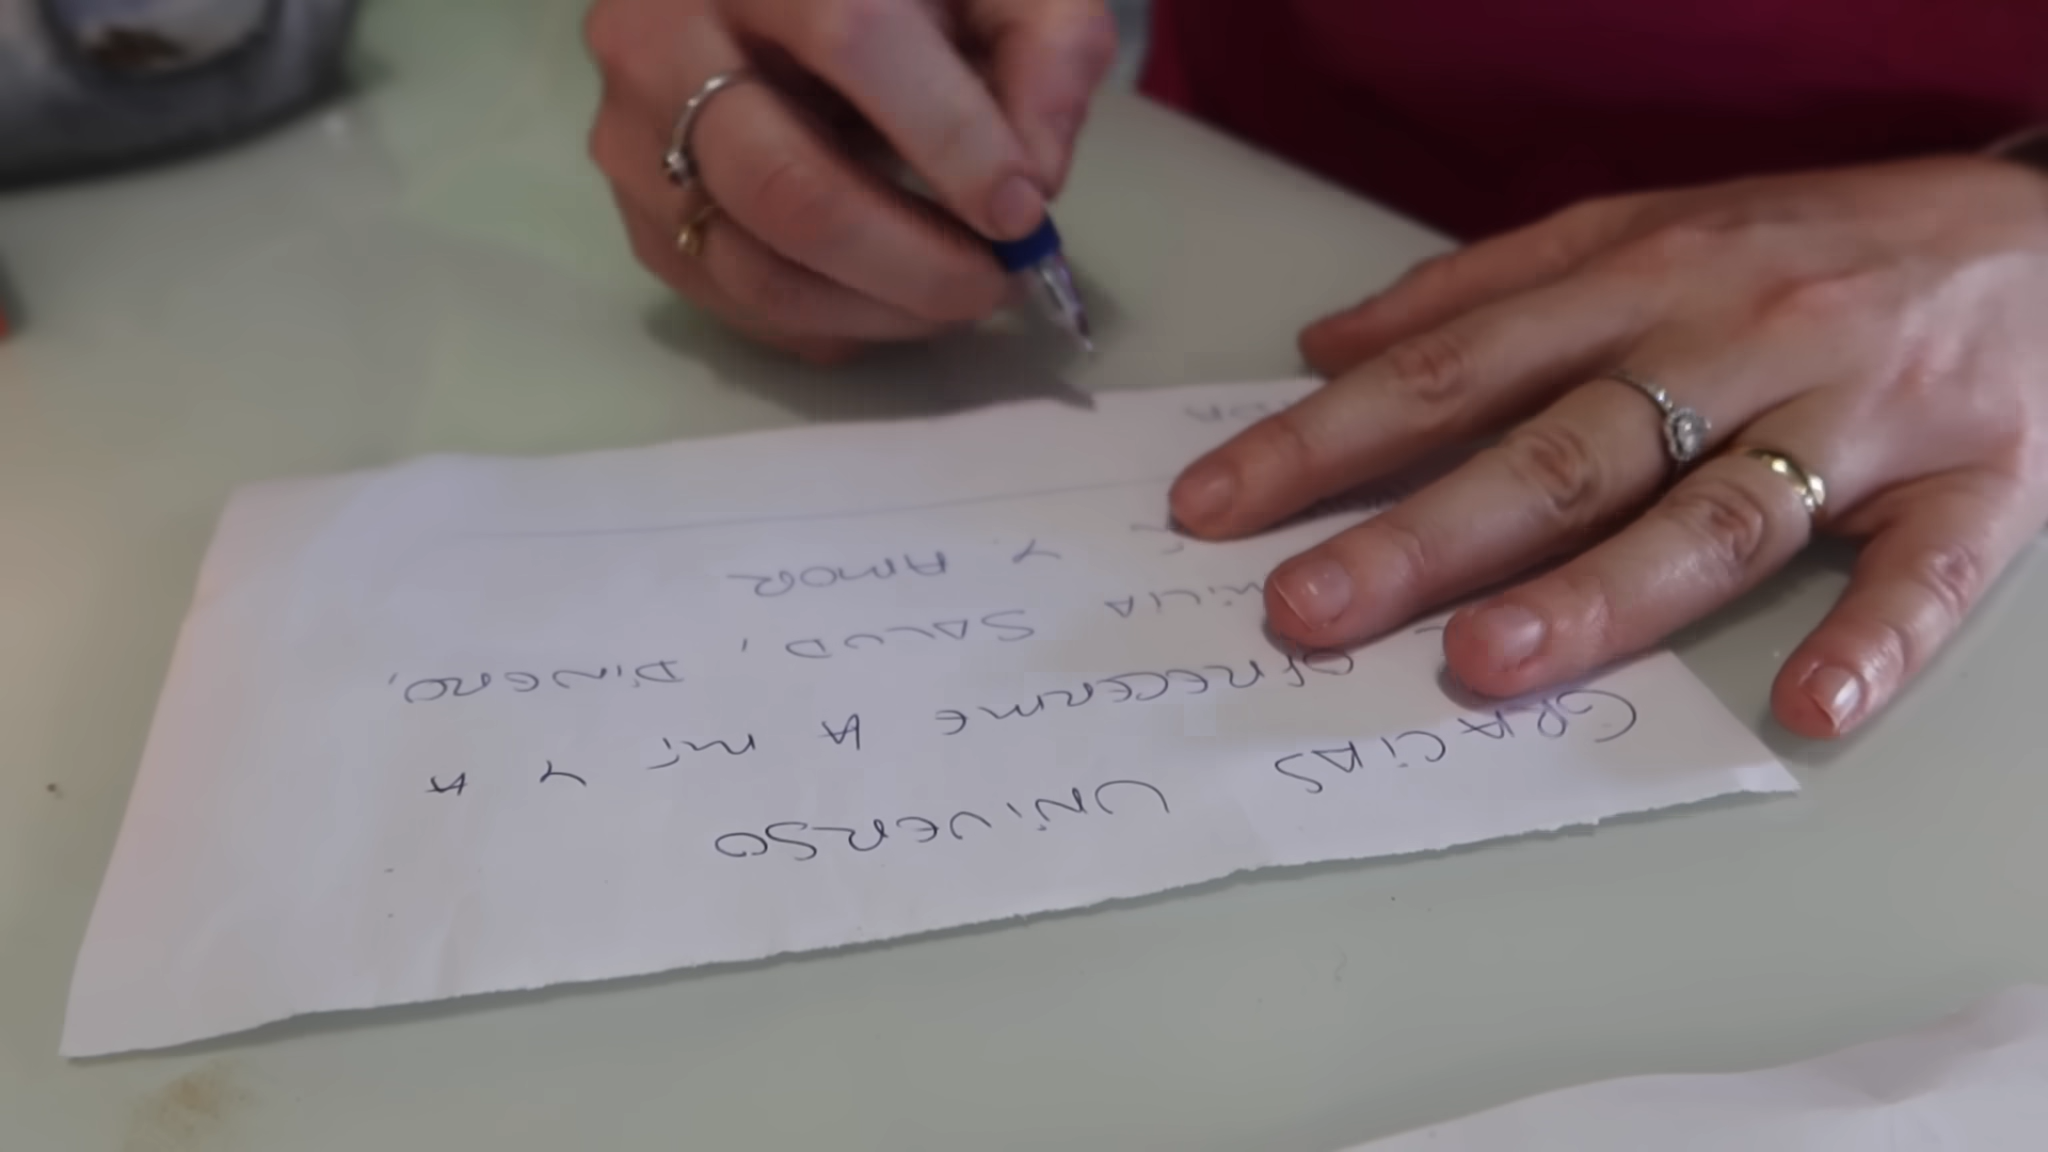 GRACIAS UNIVERSO
OFRECERME A MÍ Y A
SALUD, DINERO,
Y AMOR